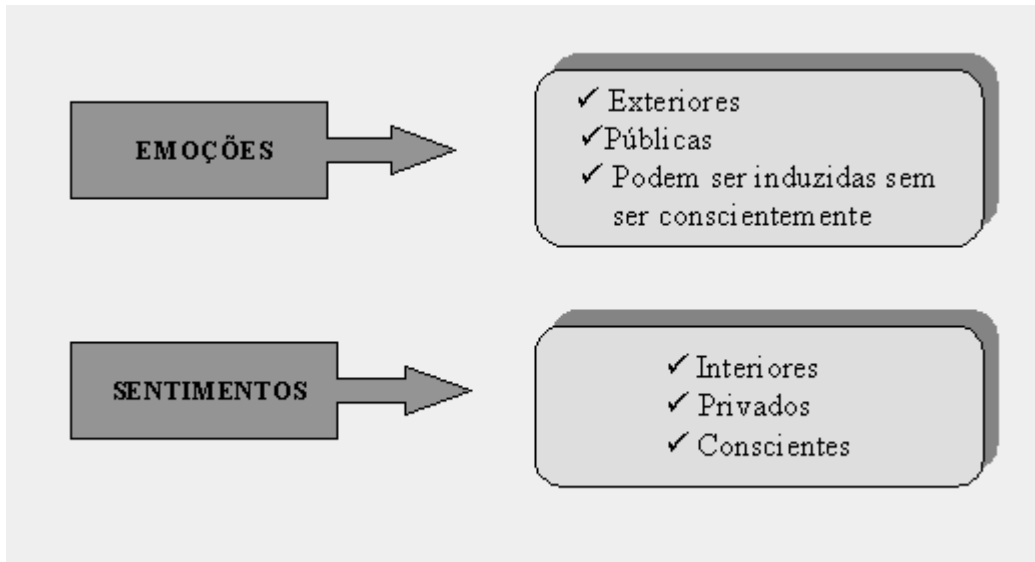 EMOÇÕES
✓ Exteriores
✓Públicas
✓ Podem ser induzidas sem
ser conscientemente
SENTIMENTOS
✓ Interiores
✓ Privados
✓ Conscientes